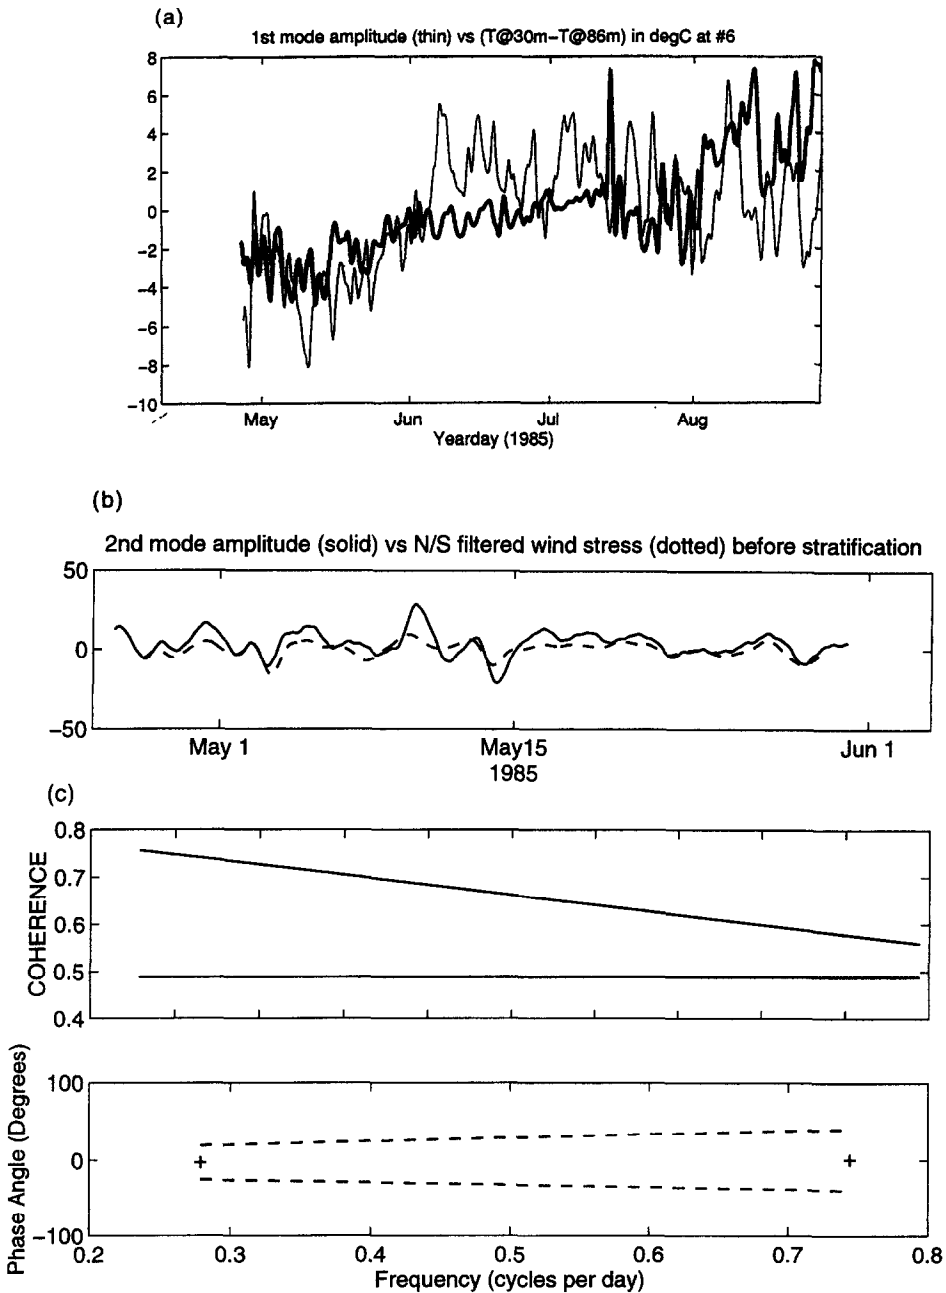 (a)
1st mode amplitude (thin) vs (T@30m−T@86m) in degC at #6
8
6
4
2
0
−2
−4
−6
−8
−10
May Jun Jul Aug
Yearday (1985)
(b)
2nd mode amplitude (solid) vs N/S filtered wind stress (dotted) before stratification
50
0
−50
May 1 May15 Jun 1
1985
(c)
COHERENCE
0.8
0.7
0.6
0.5
0.4
Phase Angle (Degrees)
100
0
−100
0.2 0.3 0.4 0.5 0.6 0.7 0.8
Frequency (cycles per day)